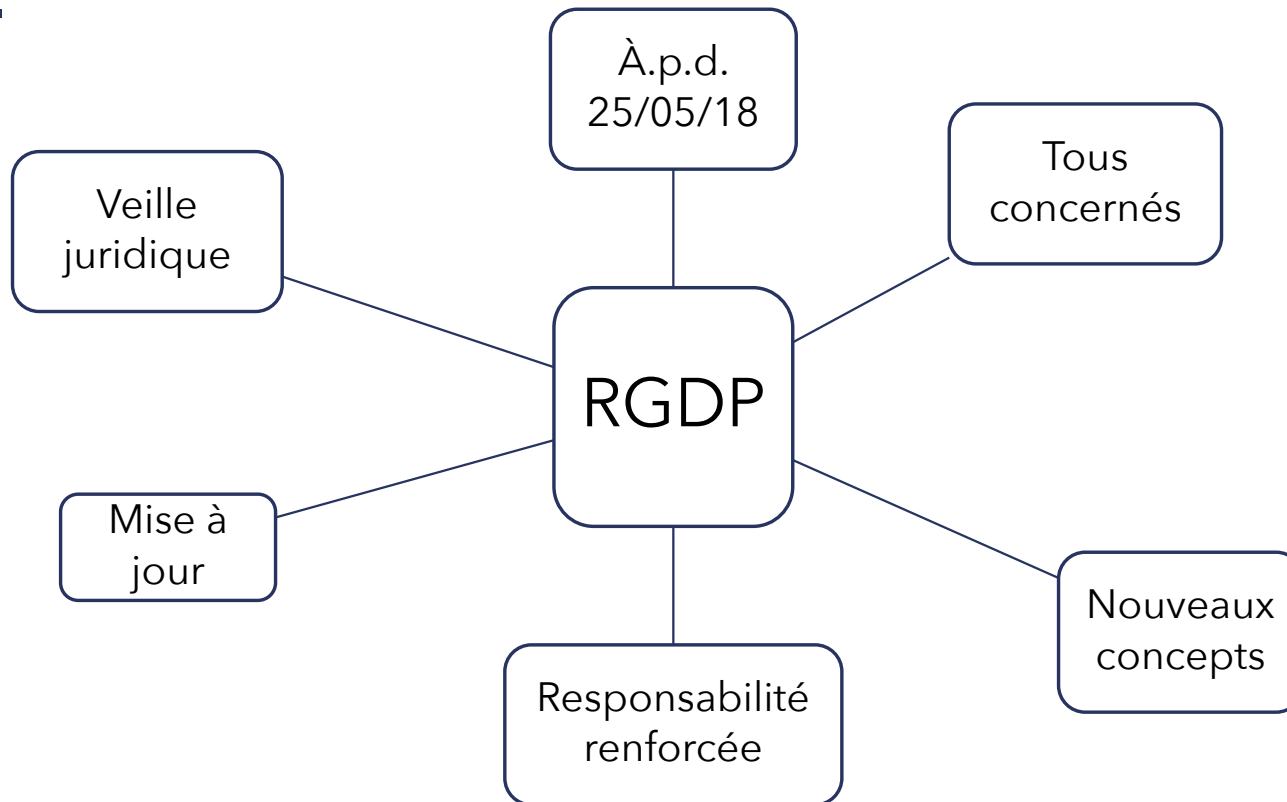 À.p.d.
25/05/18
Tous
concernés
Veille
juridique
RGDP
Mise à
jour
Nouveaux
concepts
Responsabilité
renforcée